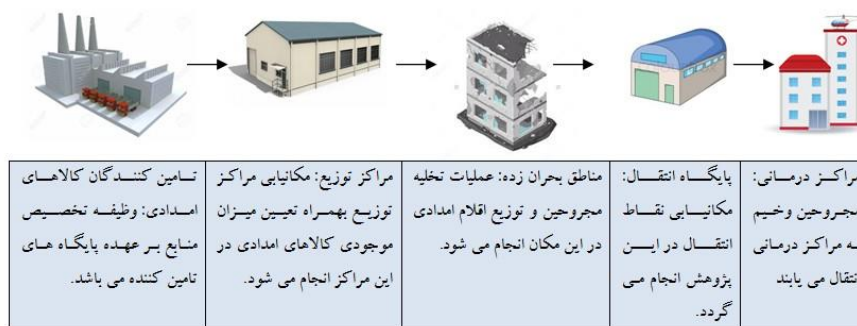 مراکز درمانی:
مجروحین وخیم
به مراکز درمانی
انتقال می یابند
پایگاه انتقال:
مکانیابی نقاط
انتقال در این
پژوهش انجام می
گردد.
مناطق بحران زده: عملیات تخلیه
مجروحین و توزیع اقلام امدادی
در این مکان انجام می شود.
مراکز توزیع: مکانیابی مراکز
توزیع بهمراه تعیین میزان
موجودی کالاهای امدادی در
این مراکز انجام می شود.
تامین کنندگان کالاهای
امدادی: وظیفه تخصیص
منابع بر عهده پایگاه های
تامین کننده می باشد.